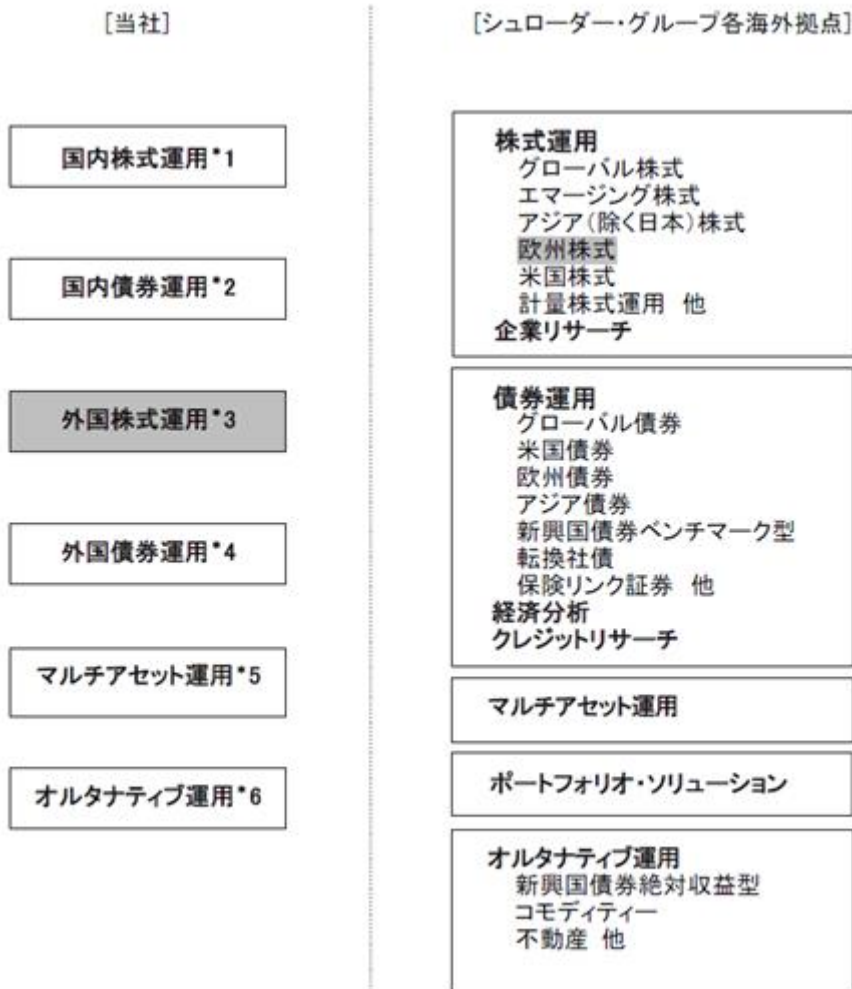 [当社]
国内株式運用*1
国内債券運用*2
外国株式運用*3
外国債券運用*4
マルチアセット運用*5
オルタナティブ運用*6
[シュローダー・グループ各海外拠点]
株式運用
グローバル株式
エマージング株式
アジア(除く日本)株式
欧州株式
米国株式
計量株式運用 他
企業リサーチ
債券運用
グローバル債券
米国債券
欧州債券
アジア債券
新興国債券ベンチマーク型
転換社債
保険リンク証券 他
経済分析
クレジットリサーチ
マルチアセット運用
ポートフォリオ・ソリューション
オルタナティブ運用
新興国債券絶対収益型
コモディティー
不動産 他